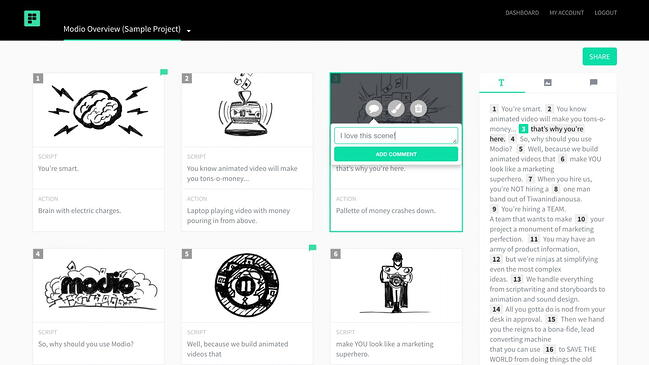 DASHBOARD MY ACCOUNT LOGOUT
Modio Overview (Sample Project)
SHARE
1
SCRIPT
You're smart.
ACTION
Brain with electric charges.
2
SCRIPT
You know animated video will make
you tons-o-money...
ACTION
Laptop playing video with money
pouring in from above.
3
I love this scene!
ADD COMMENT
that's why you're here.
ACTION
Pallette of money crashes down.
4
modio
SCRIPT
So, why should you use Modio?
5
SCRIPT
Well, because we build animated
videos that
6
SCRIPT
make YOU look like a marketing
superhero.
T
1 You're smart. 2 You know
animated video will make you tons-o-
money... 3 that's why you're
here. 4 So, why should you use
Modio? 5 Well, because we build
animated videos that 6 make YOU
look like a marketing
superhero. 7 When you hire us,
you're NOT hiring a 8 one man
band out of Tiwanindianousa.
9 You're hiring a TEAM.
A team that wants to make 10 your
project a monument of marketing
perfection. 11 You may have an
army of product information,
12 but we're ninjas at simplifying
even the most complex
ideas. 13 We handle everything
from scriptwriting and storyboards to
animation and sound design.
14 All you gotta do is nod from your
desk in approval. 15 Then we hand
you the reigns to a bona-fide, lead
converting machine
that you can use 16 to SAVE THE
WORLD from doing things the old